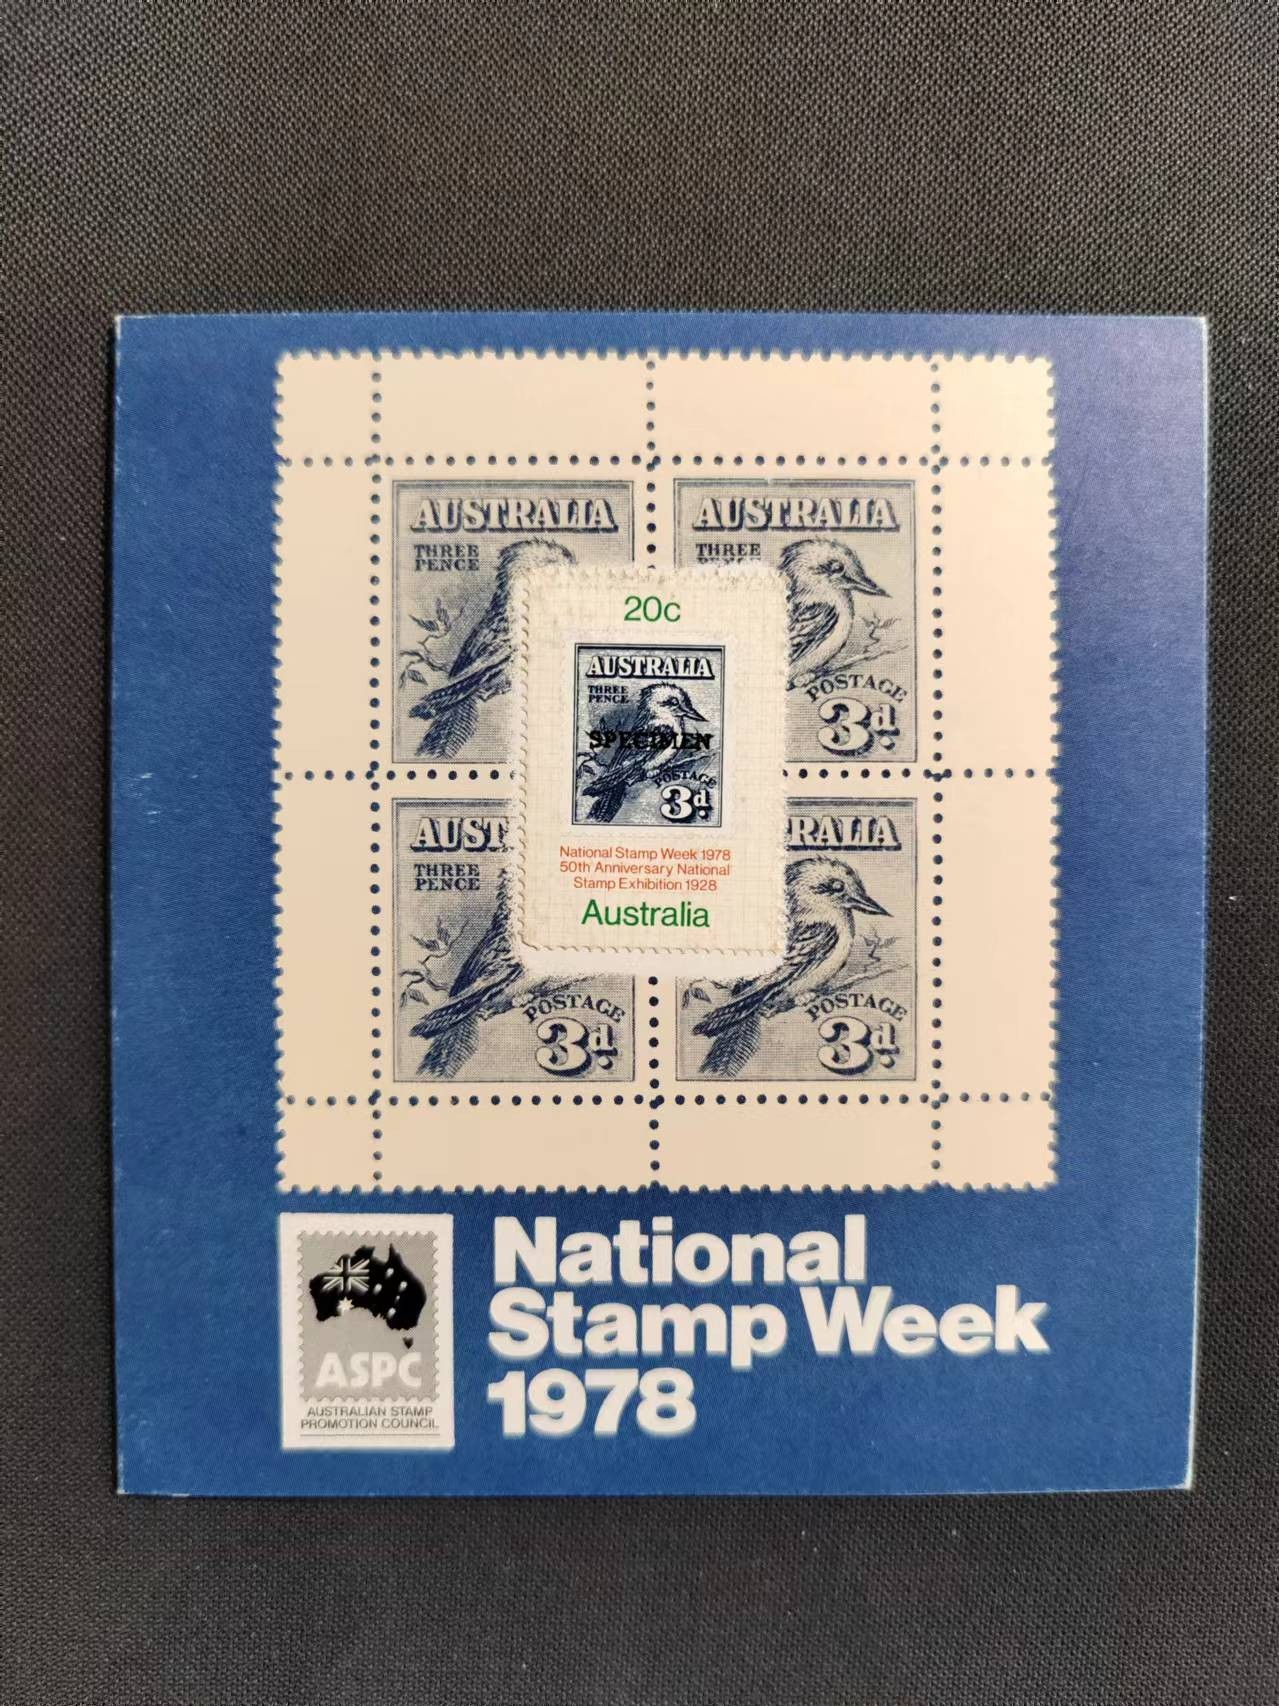 AUSTRALIA
THREE
PENCE
AUSTRALIA
THREE
PENCE
POSTAGE
3d.
20c
AUSTRALIA
THREE
PENCE
SPECIMEN
POSTAGE
3d.
National Stamp Week 1978
50th Anniversary National
Stamp Exhibition 1928
Australia
AUST
THREE
PENCE
POSTAGE
3d.
RALIA
POSTAGE
3d.
ASPC
AUSTRALIAN STAMP
PROMOTION COUNCIL
National
Stamp Week
1978